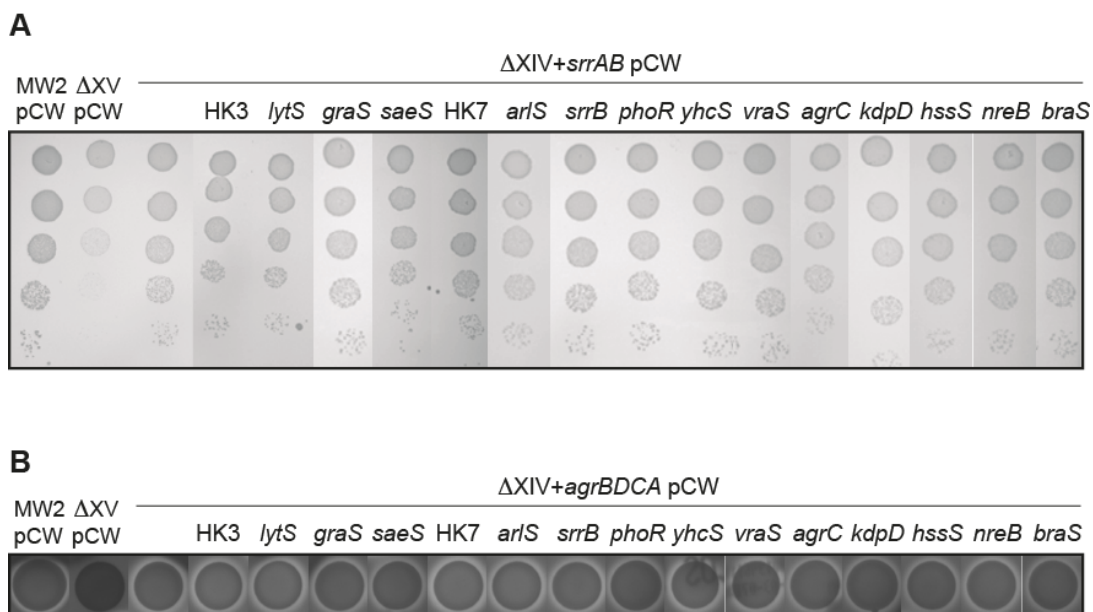 A
ΔXIV+srrAB pCW
MW2 ΔXV
pCW pCW HK3 lytS graS saeS HK7 arlS srrB phoR yhcS vraS agrC kdpD hssS nreB braS
B
ΔXIV+agrBDCA pCW
MW2 ΔXV
pCW pCW HK3 lytS graS saeS HK7 arlS srrB phoR yhcS vraS agrC kdpD hssS nreB braS